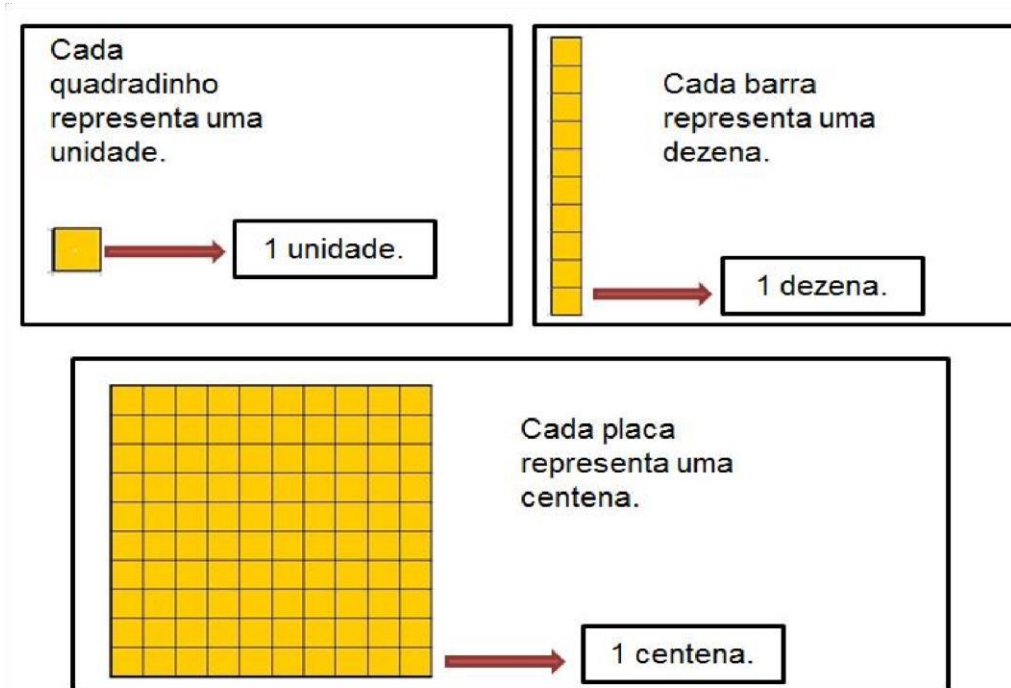 Cada
quadradinho
representa uma
unidade.
1 unidade.
Cada barra
representa uma
dezena.
1 dezena.
Cada placa
representa uma
centena.
1 centena.